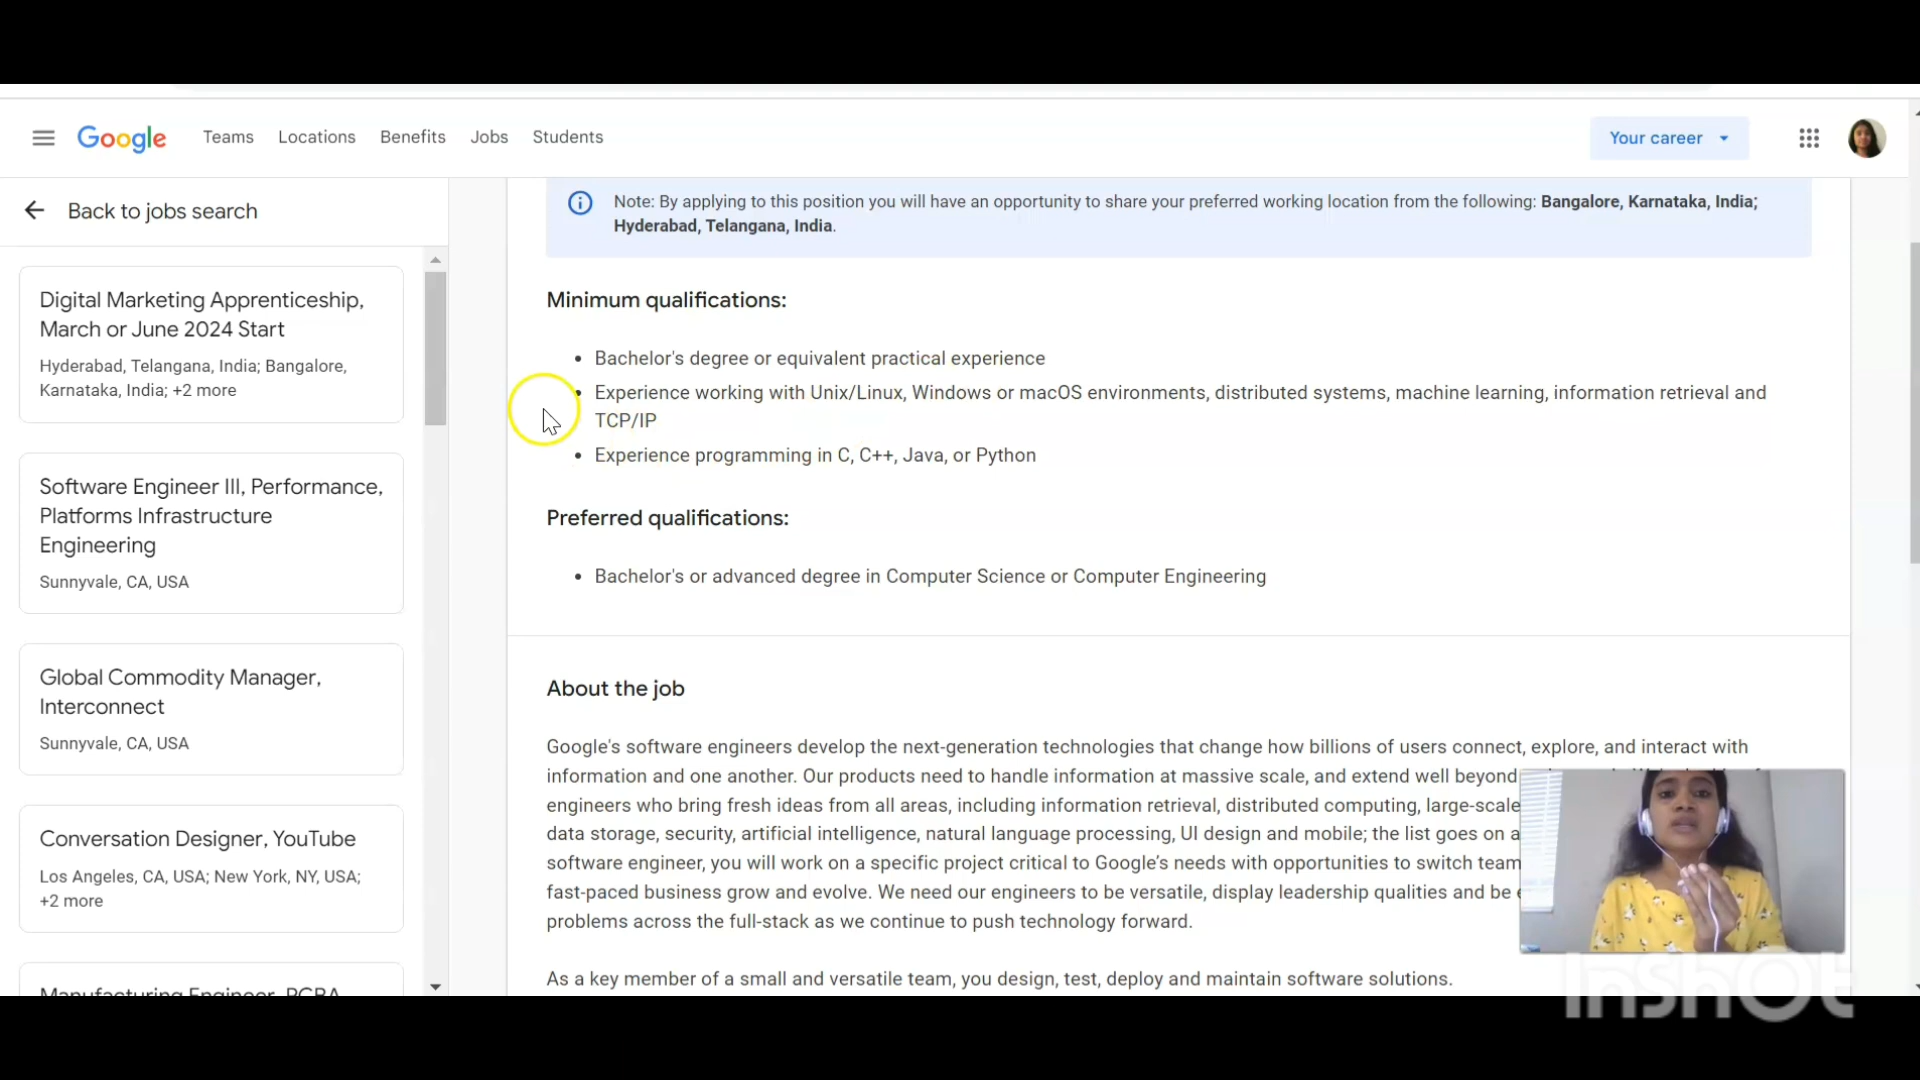 Google
Teams
Locations
Benefits
Jobs
Students
Your career
Back to jobs search
Digital Marketing Apprenticeship,
March or June 2024 Start
Hyderabad, Telangana, India; Bangalore,
Karnataka, India; +2 more
Software Engineer III, Performance,
Platforms Infrastructure
Engineering
Sunnyvale, CA, USA
Global Commodity Manager,
Interconnect
Sunnyvale, CA, USA
Conversation Designer, YouTube
Los Angeles, CA, USA; New York, NY, USA;
+2 more
Manufacturing Engineer, PCBA
Note: By applying to this position you will have an opportunity to share your preferred working location from the following: Bangalore, Karnataka, India;
Hyderabad, Telangana, India.
Minimum qualifications:
• Bachelor's degree or equivalent practical experience
• Experience working with Unix/Linux, Windows or macOS environments, distributed systems, machine learning, information retrieval and
TCP/IP
• Experience programming in C, C++, Java, or Python
Preferred qualifications:
• Bachelor's or advanced degree in Computer Science or Computer Engineering
About the job
Google's software engineers develop the next-generation technologies that change how billions of users connect, explore, and interact with
information and one another. Our products need to handle information at massive scale, and extend well beyond
engineers who bring fresh ideas from all areas, including information retrieval, distributed computing, large-scale
data storage, security, artificial intelligence, natural language processing, UI design and mobile; the list goes on a
software engineer, you will work on a specific project critical to Google's needs with opportunities to switch team
fast-paced business grow and evolve. We need our engineers to be versatile, display leadership qualities and be e
problems across the full-stack as we continue to push technology forward.
As a key member of a small and versatile team, you design, test, deploy and maintain software solutions.
InShOt